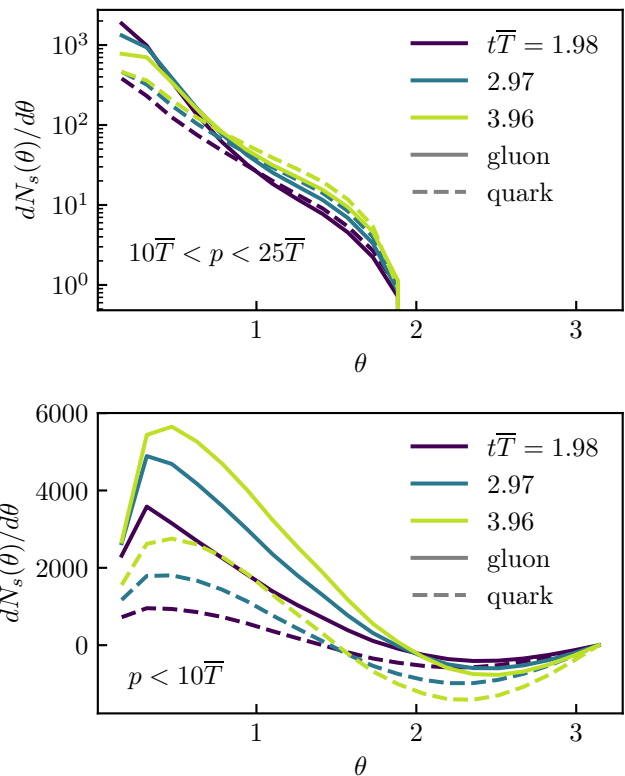 dN_s(θ)/dθ
10^3
10^2
10^1
10^0
tT̅ = 1.98
2.97
3.96
gluon
quark
10T̅ < p < 25T̅
1 2 3
θ
dN_s(θ)/dθ
6000
4000
2000
0
tT̅ = 1.98
2.97
3.96
gluon
quark
p < 10T̅
1 2 3
θ